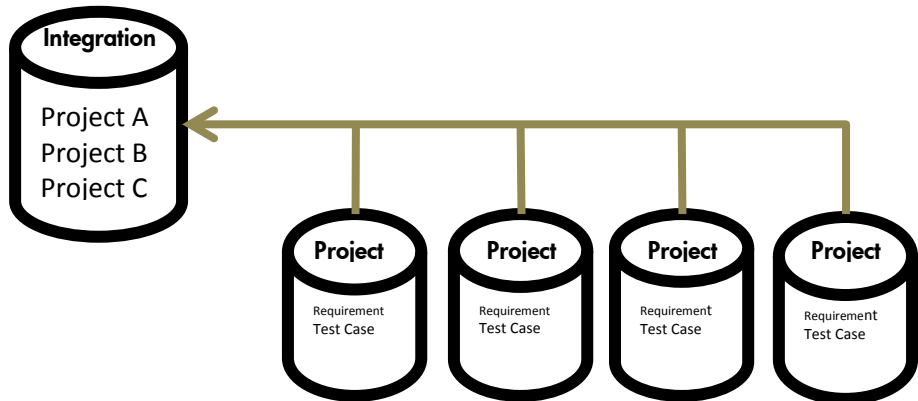 Integration
Project A
Project B
Project C
Project
Requirement
Test Case
Project
Requirement
Test Case
Project
Requirement
Test Case
Project
Requirement
Test Case